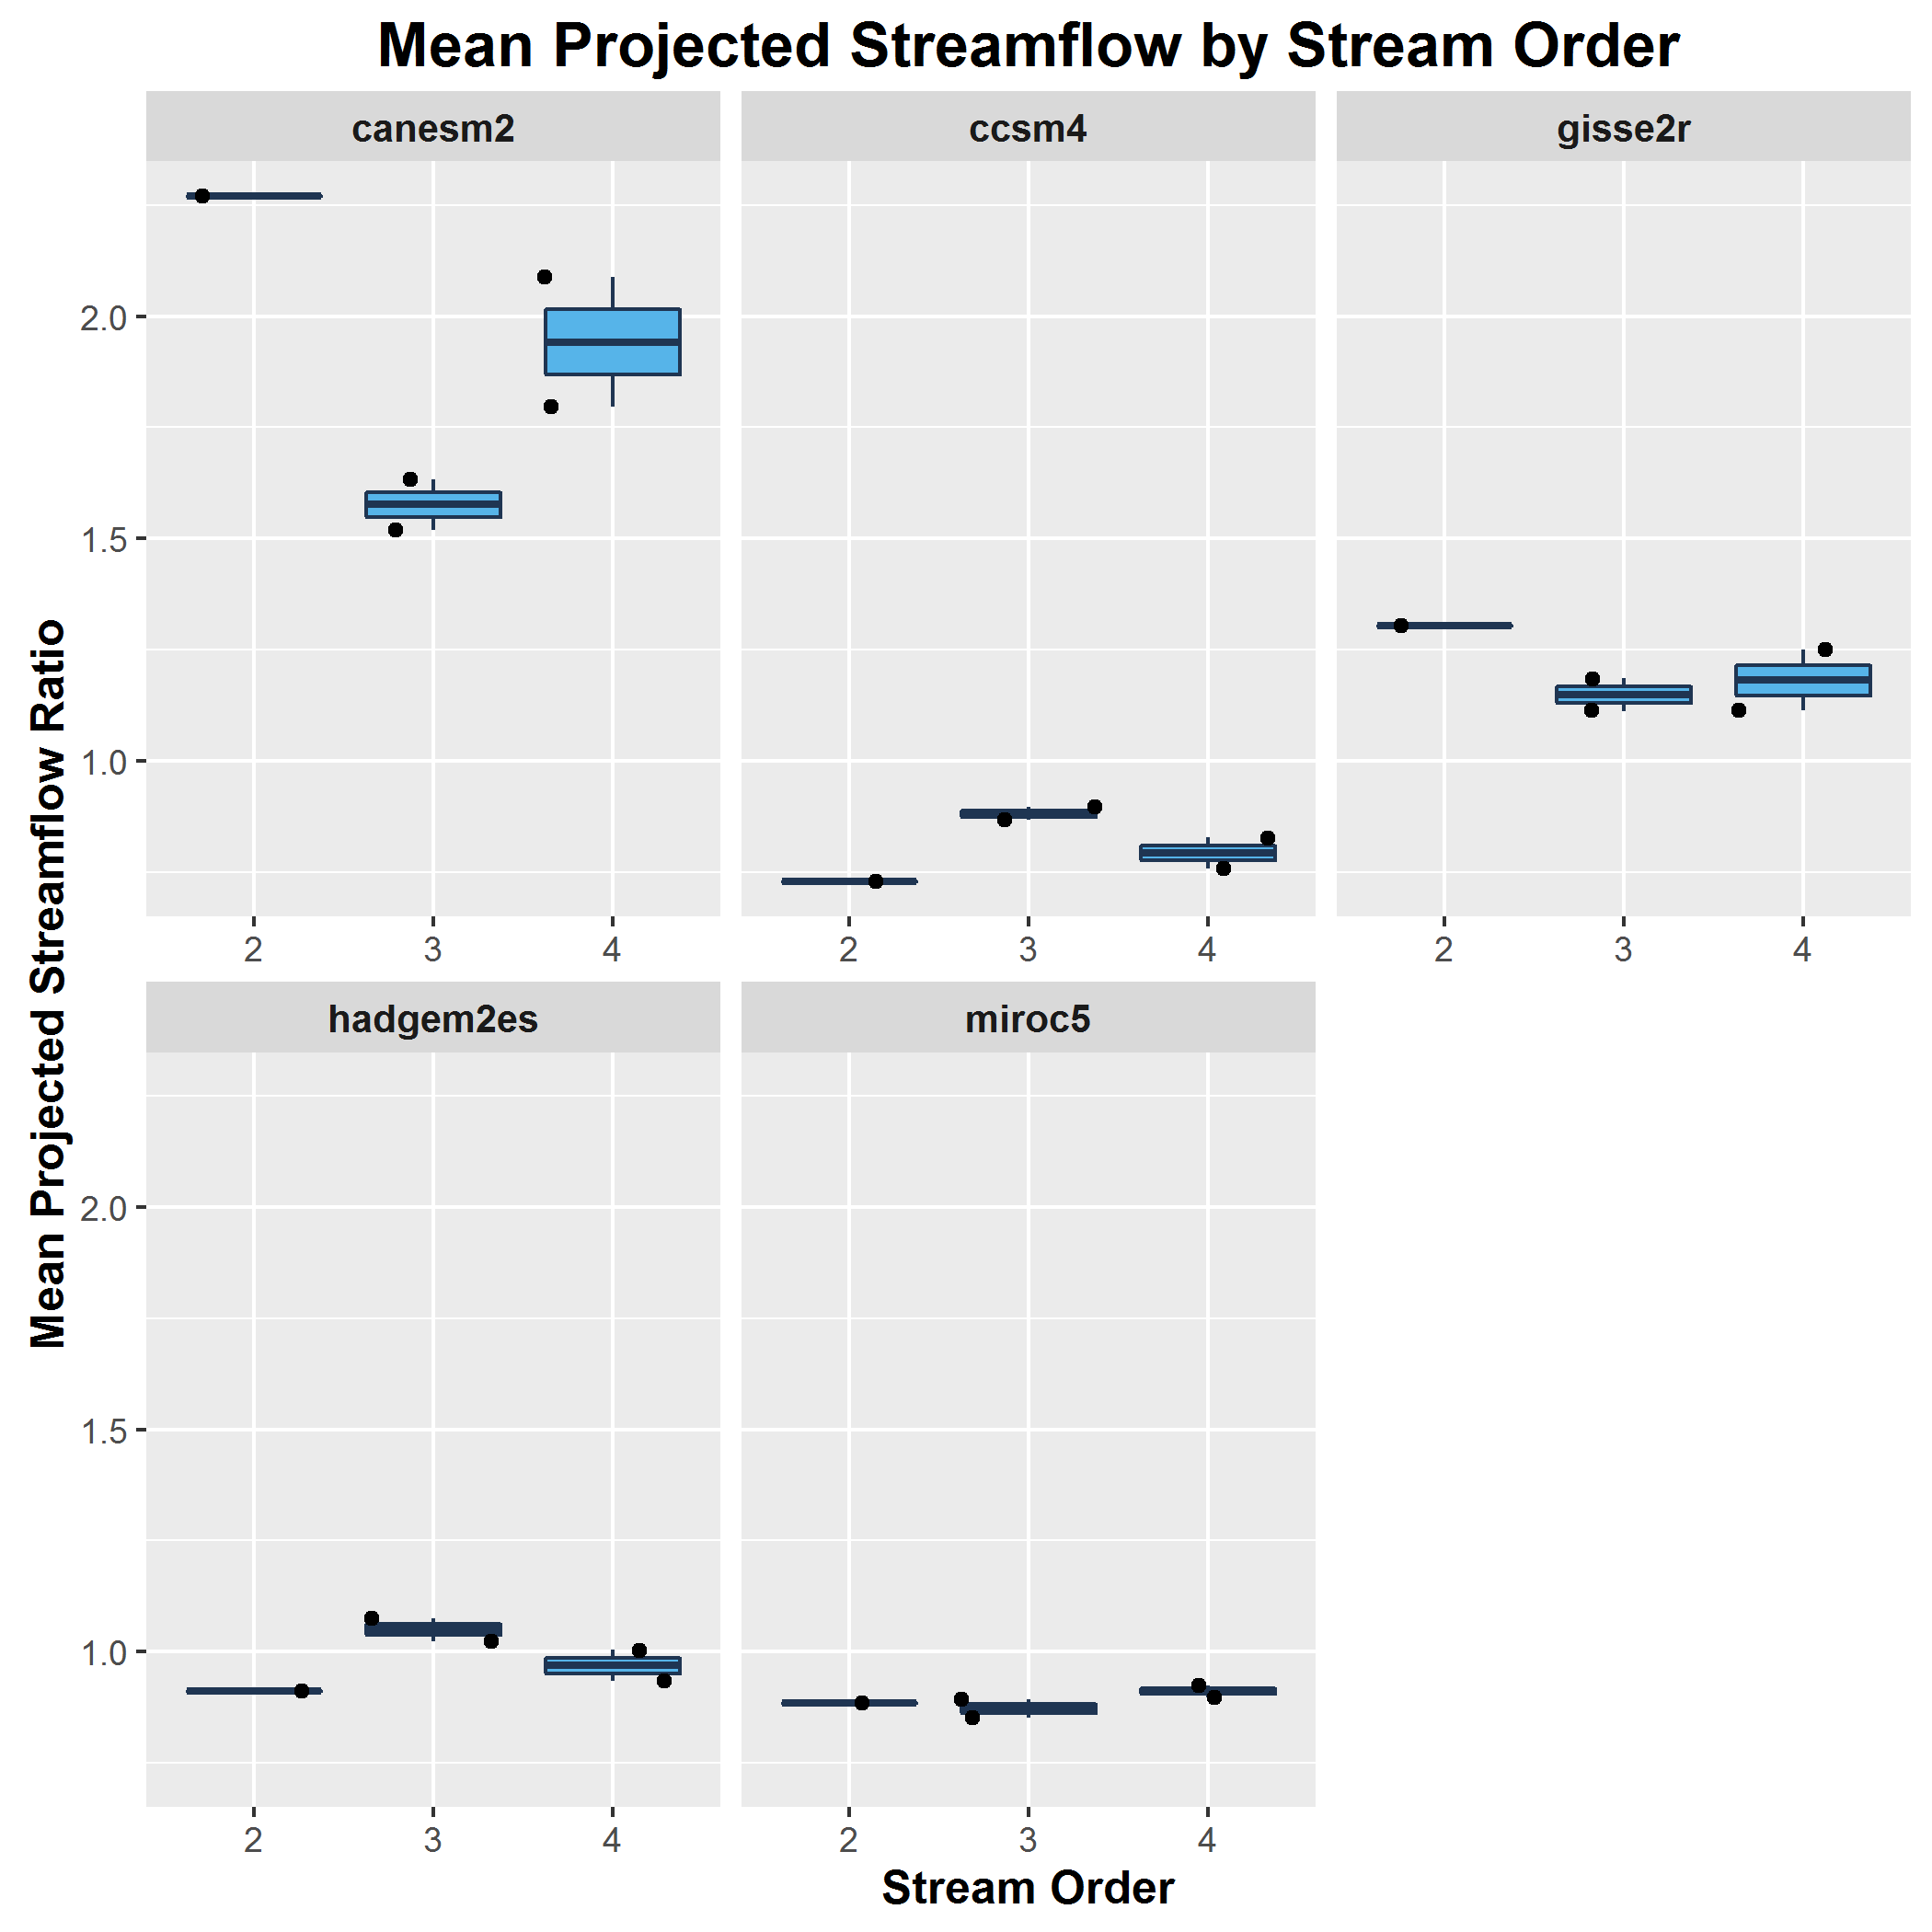 Mean Projected Streamflow by Stream Order
canesm2 ccsm4 gisse2r
2.0
1.5
1.0
2 3 4 2 3 4 2 3 4
Mean Projected Streamflow Ratio
hadgem2es miroc5
2.0
1.5
1.0
2 3 4 2 3 4
Stream Order